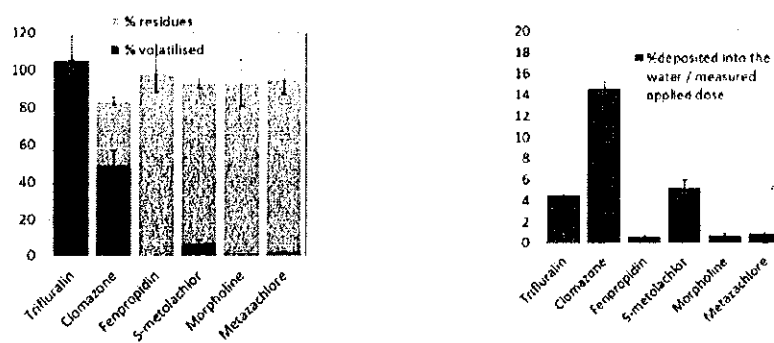 % residues
% volatilised
120
100
80
60
40
20
0
Trifluralin
Clomazone
Fenpropidin
S-metolachlor
Morpholine
Metazachlore
20
18
16
14
12
10
8
6
4
2
0
%deposited into the
water / measured
applied dose
Trifluralin
Clomazone
Fenpropidin
S-metolachlor
Morpholine
Metazachlore